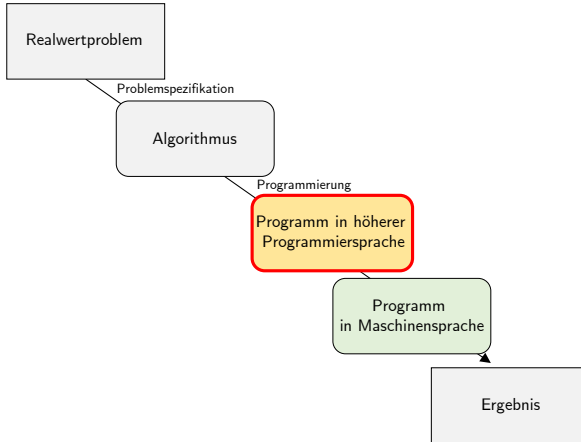 Realwertproblem
Problemspezifikation
Algorithmus
Programmierung
Programm in höherer
Programmiersprache
Programm
in Maschinensprache
Ergebnis